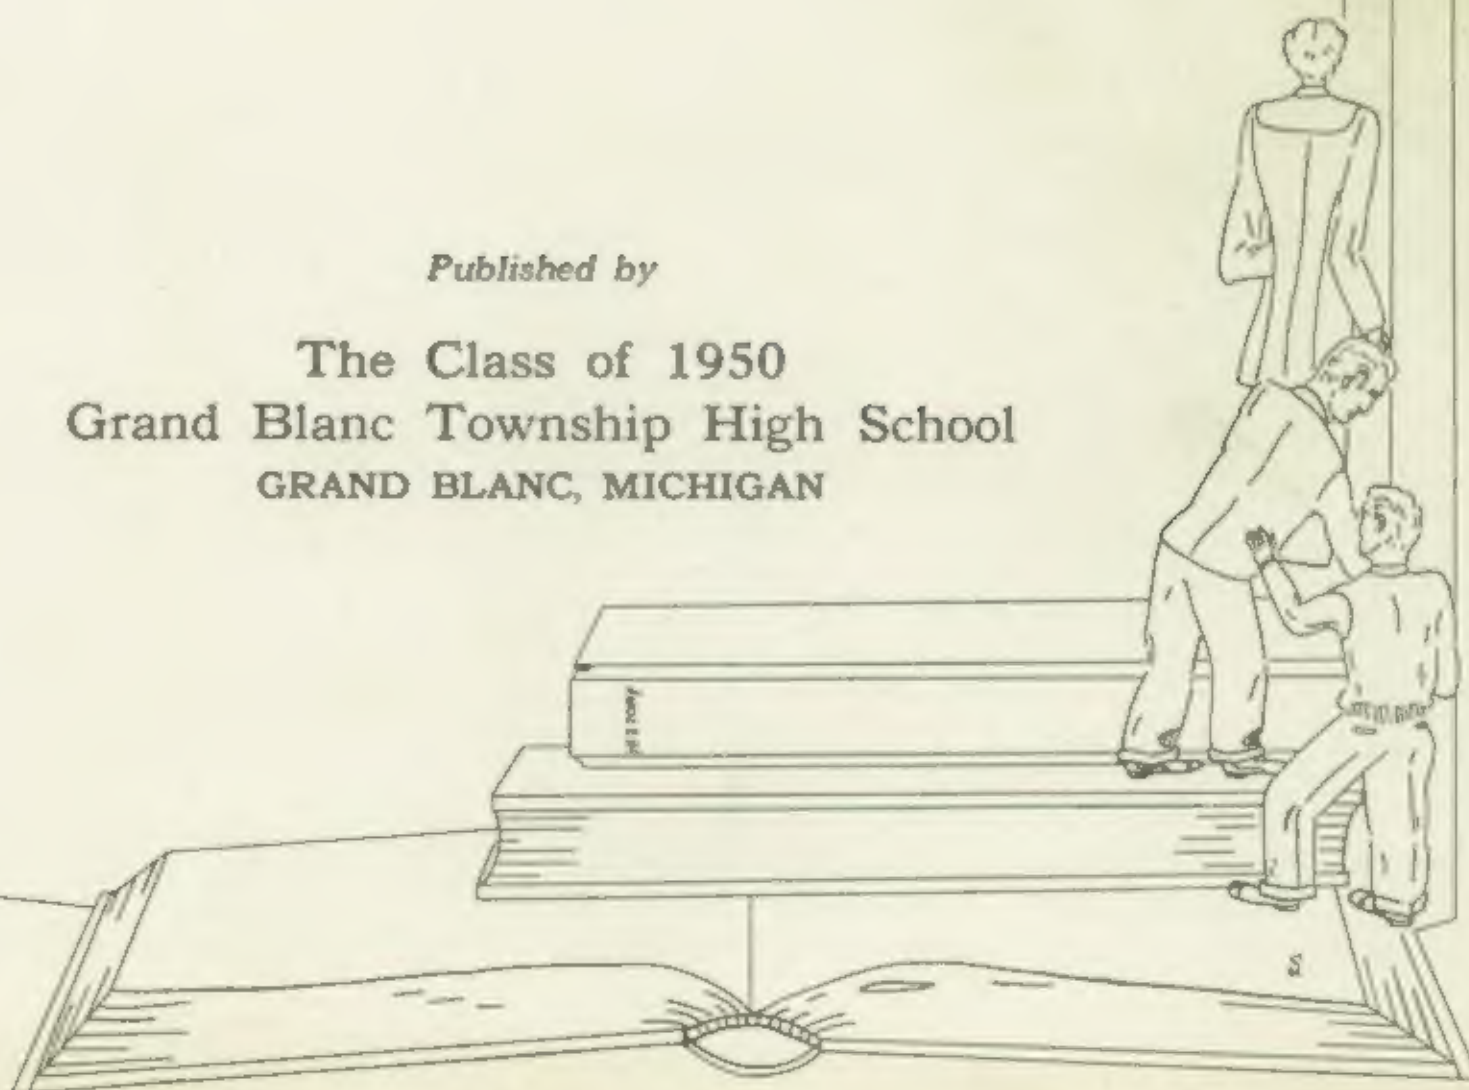 Published by
The Class of 1950
Grand Blanc Township High School
GRAND BLANC, MICHIGAN
S